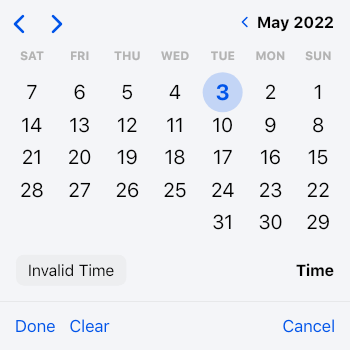 May 2022
SAT FRI THU WED TUE MON SUN
7 6 5 4 3 2 1
14 13 12 11 10 9 8
21 20 19 18 17 16 15
28 27 26 25 24 23 22
31 30 29
Invalid Time Time
Done Clear Cancel